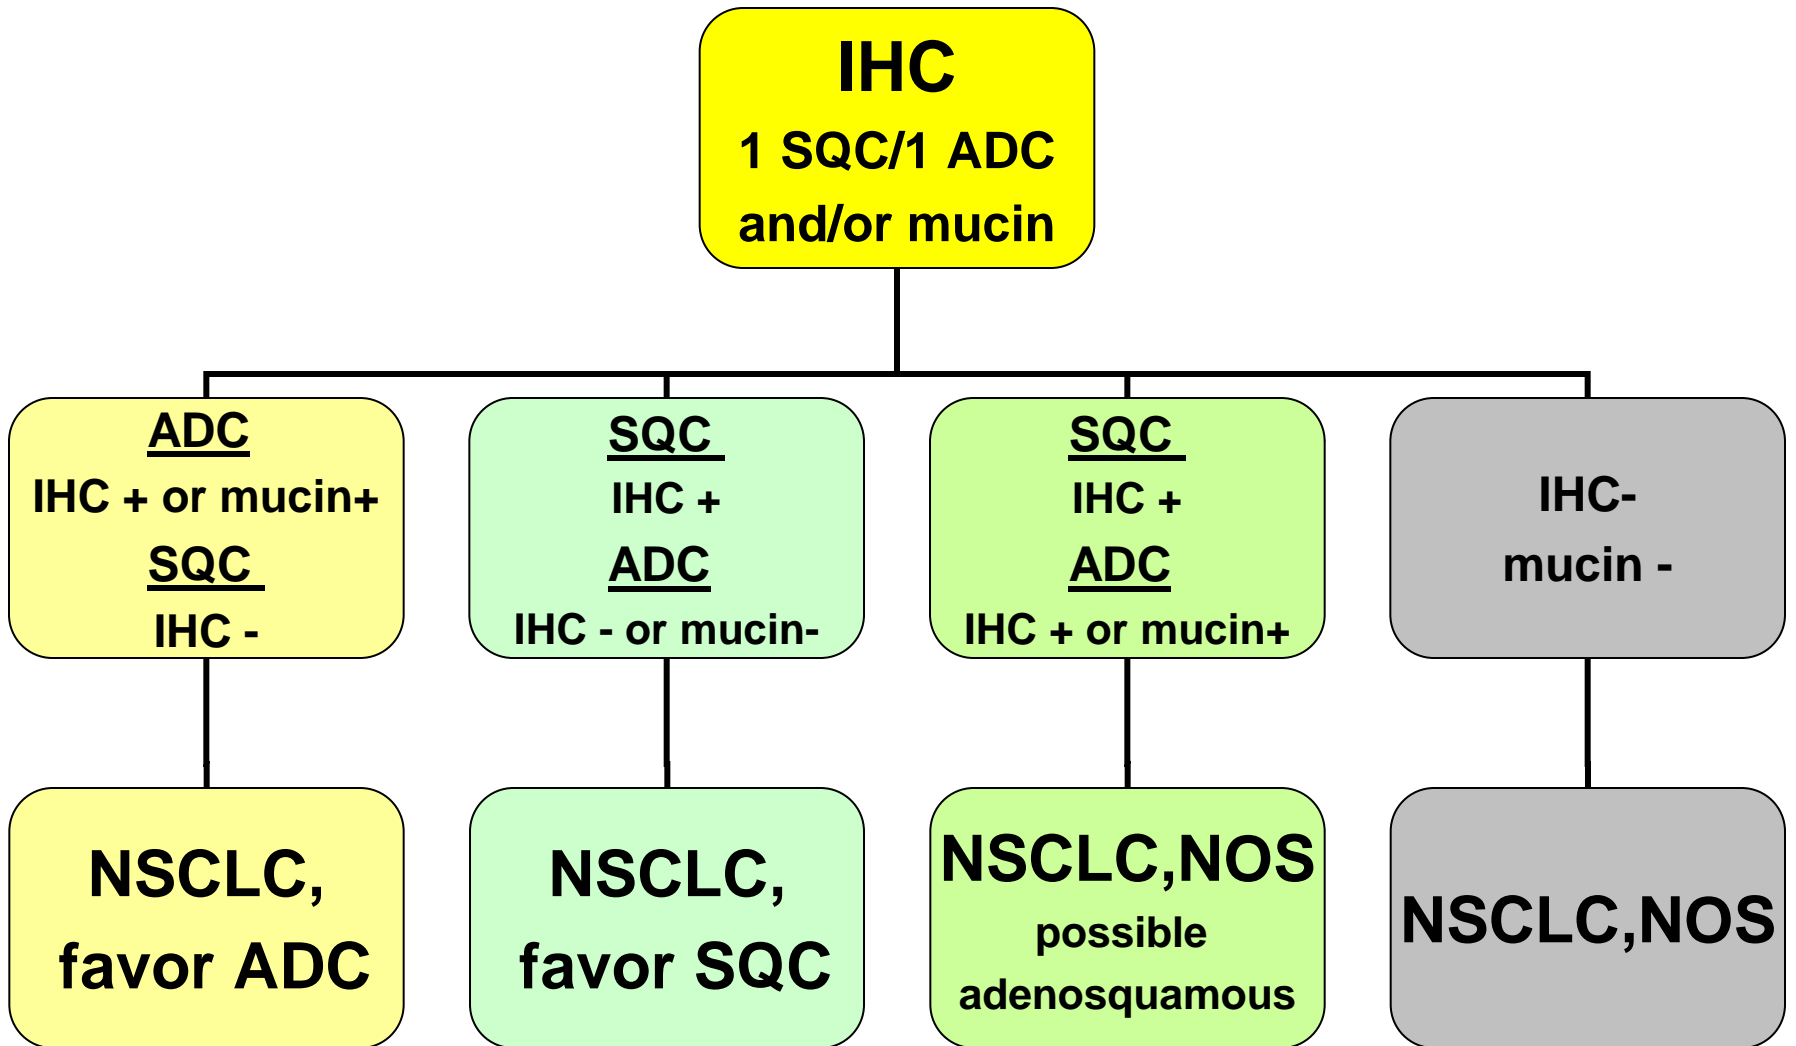 IHC
1 SQC/1 ADC
and/or mucin
ADC
IHC + or mucin+
SQC
IHC -
SQC
IHC +
ADC
IHC - or mucin-
SQC
IHC +
ADC
IHC + or mucin+
IHC-
mucin -
NSCLC,
favor ADC
NSCLC,
favor SQC
NSCLC,NOS
possible
adenosquamous
NSCLC,NOS